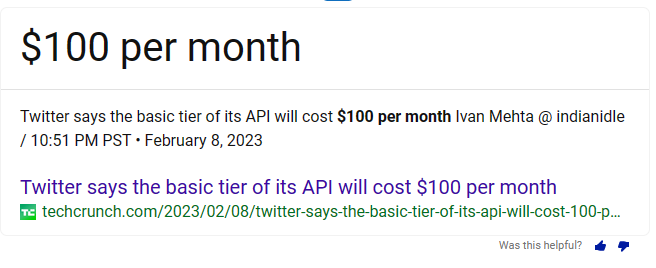 $100 per month
Twitter says the basic tier of its API will cost $100 per month Ivan Mehta @ indianidle
/ 10:51 PM PST • February 8, 2023
Twitter says the basic tier of its API will cost $100 per month
TC techcrunch.com/2023/02/08/twitter-says-the-basic-tier-of-its-api-will-cost-100-p...
Was this helpful?